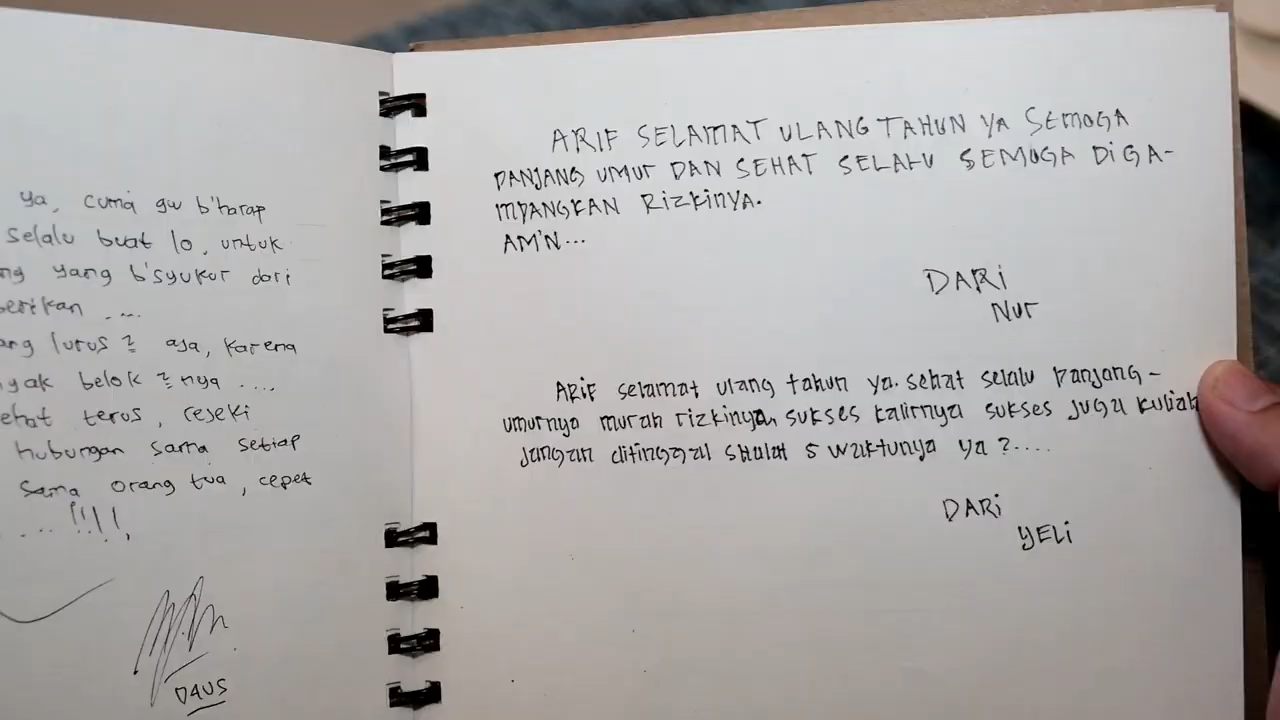 ya, cuma gw b'harap
selalu buat lo, untuk
ng yang b'syukur dari
berikan ....
ang lurus 2 aja, karena
nyak belok 2 nya ....
ehat terus, rejeki
hubungan sama setiap
sama orang tua, cepet
... !!!!
DAUS
ARIF SELAMAT ULANG TAHUN YA SEMOGA
PANJANG UMUR DAN SEHAT SELALU SEMOGA DIGA-
MPANGKAN RIZKINYA.
AM'N...
DARI
NUR
ARIF selamat ulang tahun ya. sehat selalu panjang-
umurnya murah rizkinya, sukses kalirnya sukses juga kuliah
jangan ditinggal shalat 5 waktunya ya ?....
DARI
YELI